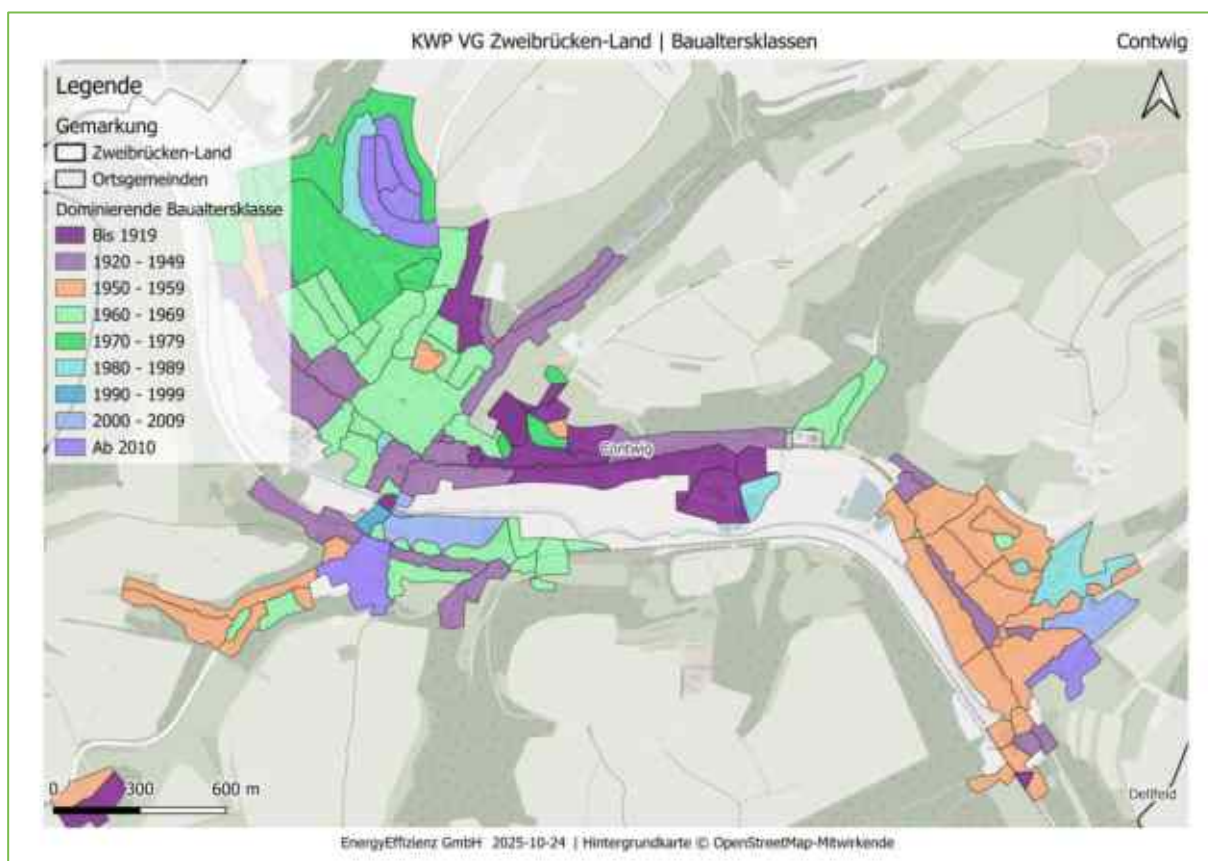 KWP VG Zweibrücken-Land | Baualtersklassen
Contwig
Legende
Gemarkung
Zweibrücken-Land
Ortsgemeinden
Dominierende Baualtersklasse
Bis 1919
1920 - 1949
1950 - 1959
1960 - 1969
1970 - 1979
1980 - 1989
1990 - 1999
2000 - 2009
Ab 2010
Contwig
0 300 600 m
Dellfeld
EnergyEffizienz GmbH 2025-10-24 | Hintergrundkarte © OpenStreetMap-Mitwirkende